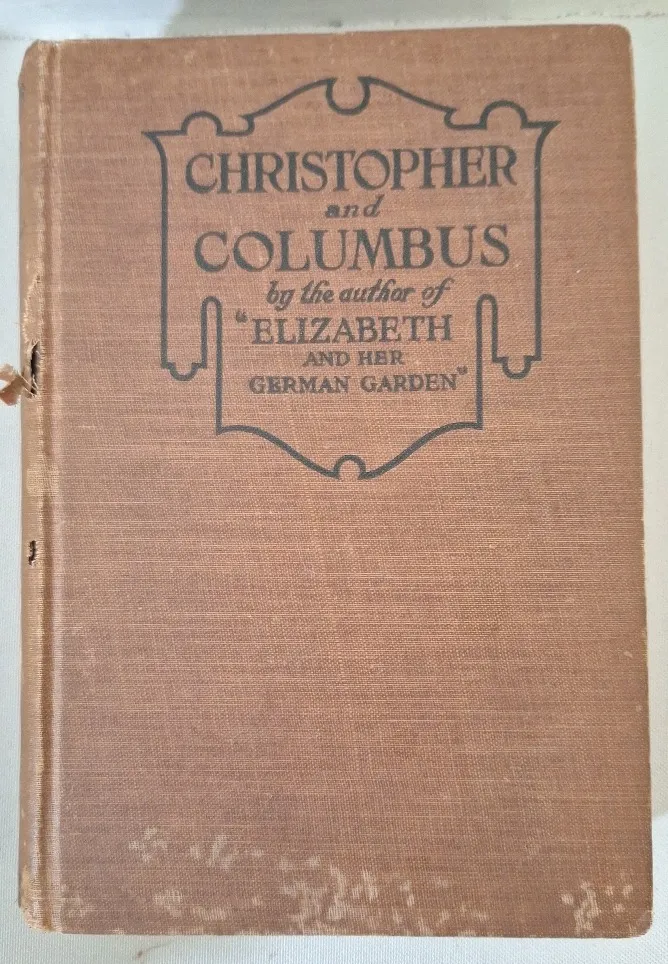 CHRISTOPHER
and
COLUMBUS
by the author of
"ELIZABETH
AND HER
GERMAN GARDEN"